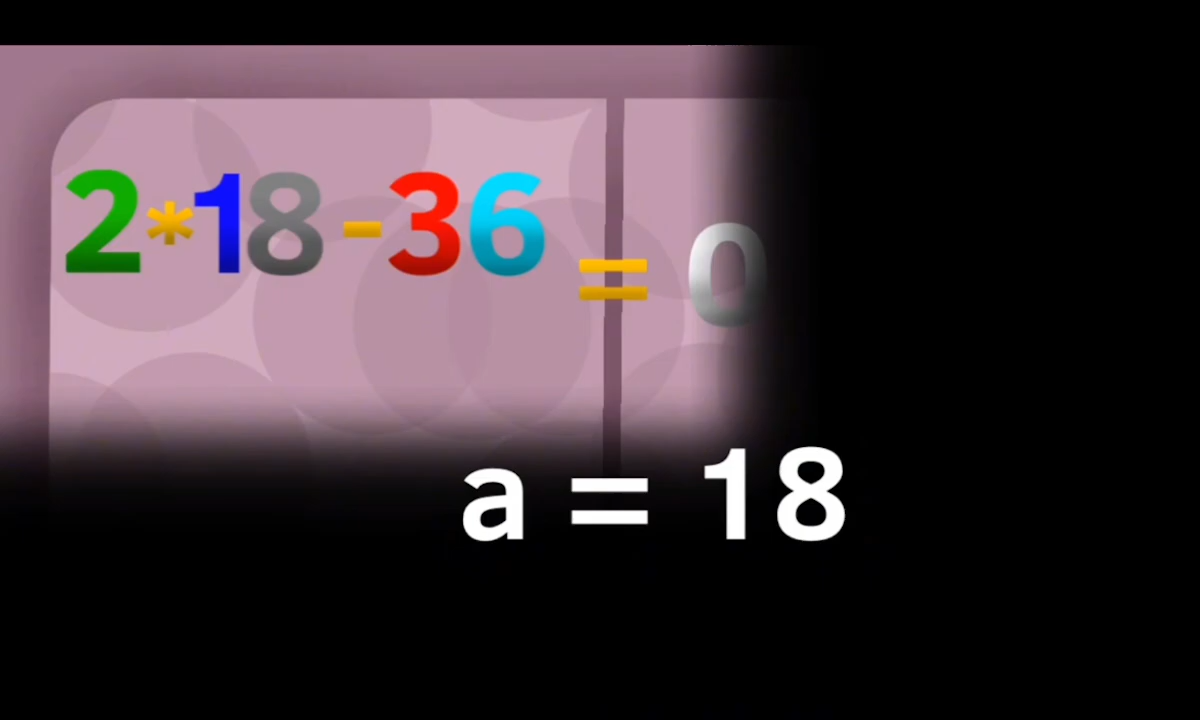 2*18-36 = 0
a = 18